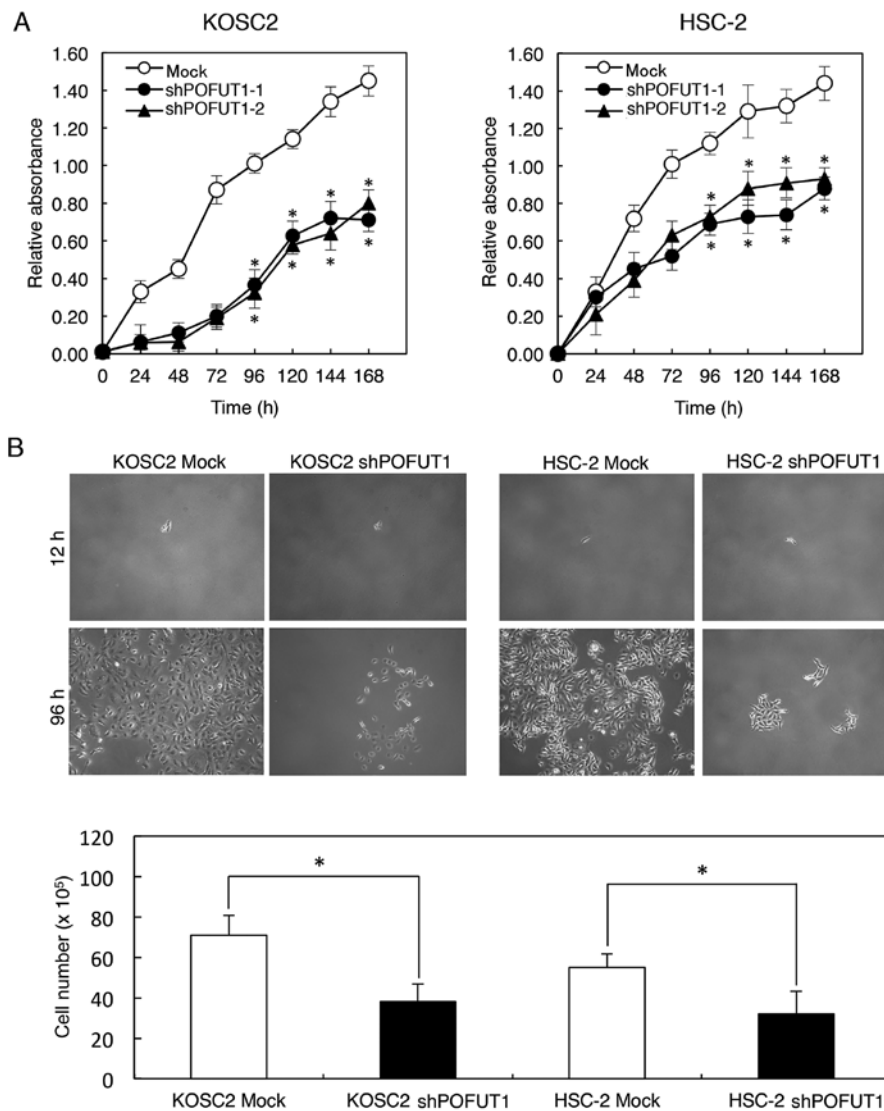 A
KOSC2
HSC-2
Relative absorbance
1.60
1.40
1.20
1.00
0.80
0.60
0.40
0.20
0.00
Mock
shPOFUT1-1
shPOFUT1-2
* * * *
* * * *
0 24 48 72 96 120 144 168
Time (h)
Relative absorbance
1.60
1.40
1.20
1.00
0.80
0.60
0.40
0.20
0.00
Mock
shPOFUT1-1
shPOFUT1-2
* * * *
* * * *
0 24 48 72 96 120 144 168
Time (h)
B
KOSC2 Mock
KOSC2 shPOFUT1
HSC-2 Mock
HSC-2 shPOFUT1
12 h
96 h
Cell number (x 10⁵)
120
100
80
60
40
20
0
*
*
KOSC2 Mock
KOSC2 shPOFUT1
HSC-2 Mock
HSC-2 shPOFUT1